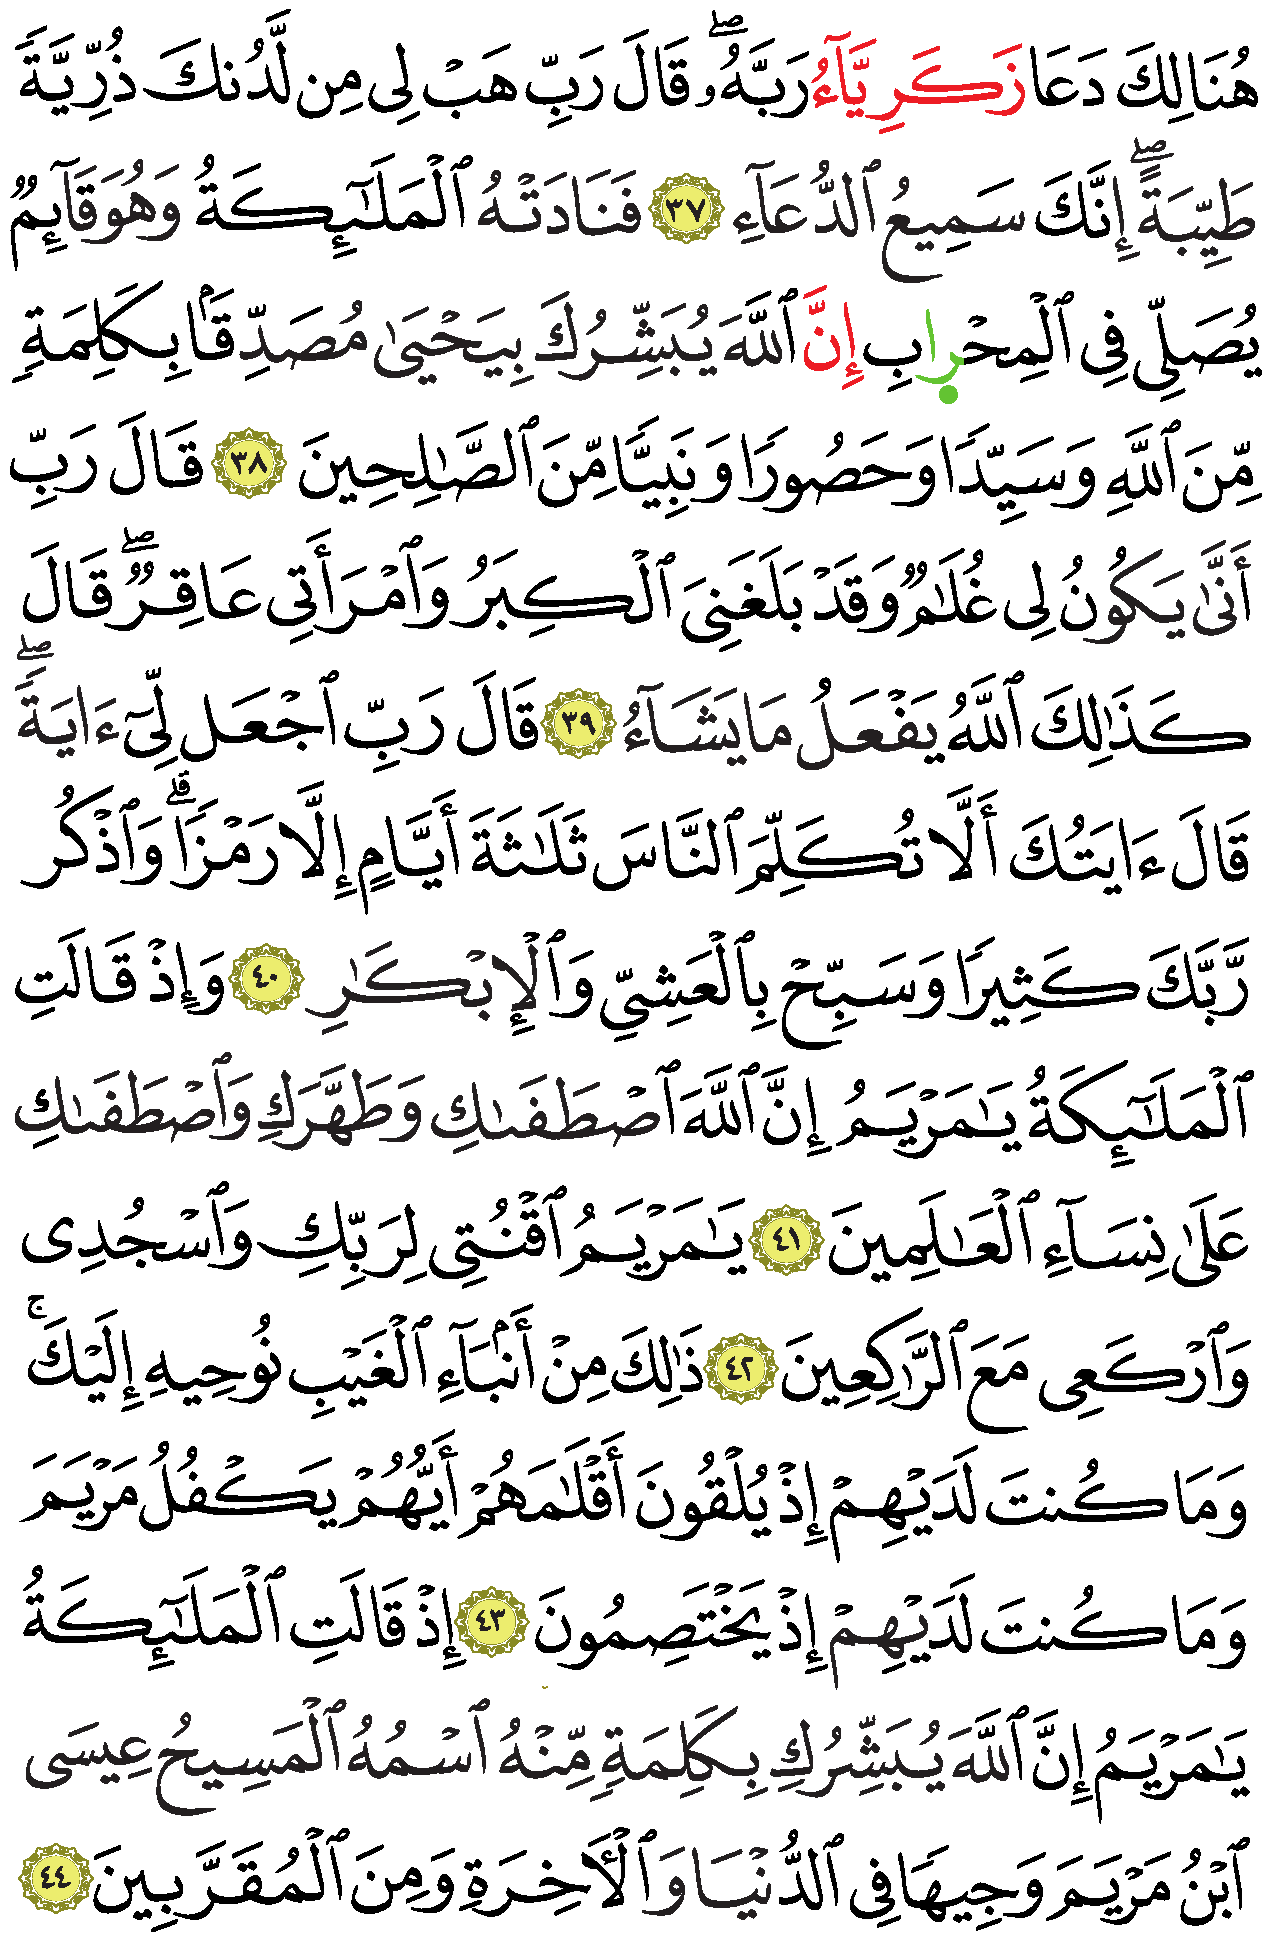 هُنَالِكَ دَعَا زَكَرِيَّآءُ رَبَّهُۥۖ قَالَ رَبِّ هَبْ لِى مِن لَّدُنكَ ذُرِّيَّةً
طَيِّبَةًۖ إِنَّكَ سَمِيعُ ٱلدُّعَآءِ ٣٧ فَنَادَتْهُ ٱلْمَلَٰٓئِكَةُ وَهُوَ قَآئِمٌ
يُصَلِّى فِى ٱلْمِحْرَابِ إِنَّ ٱللَّهَ يُبَشِّرُكَ بِيَحْيَىٰ مُصَدِّقَۢا بِكَلِمَةٍ
مِّنَ ٱللَّهِ وَسَيِّدًا وَحَصُورًا وَنَبِيًّا مِّنَ ٱلصَّٰلِحِينَ ٣٨ قَالَ رَبِّ
أَنَّىٰ يَكُونُ لِى غُلَٰمٌ وَقَدْ بَلَغَنِىَ ٱلْكِبَرُ وَٱمْرَأَتِى عَاقِرٌۖ قَالَ
كَذَٰلِكَ ٱللَّهُ يَفْعَلُ مَا يَشَآءُ ٣٩ قَالَ رَبِّ ٱجْعَل لِّىٓ ءَايَةًۖ
قَالَ ءَايَتُكَ أَلَّا تُكَلِّمَ ٱلنَّاسَ ثَلَٰثَةَ أَيَّامٍ إِلَّا رَمْزًاۗ وَٱذْكُر
رَّبَّكَ كَثِيرًا وَسَبِّحْ بِٱلْعَشِىِّ وَٱلْإِبْكَٰرِ ٤٠ وَإِذْ قَالَتِ
ٱلْمَلَٰٓئِكَةُ يَٰمَرْيَمُ إِنَّ ٱللَّهَ ٱصْطَفَىٰكِ وَطَهَّرَكِ وَٱصْطَفَىٰكِ
عَلَىٰ نِسَآءِ ٱلْعَٰلَمِينَ ٤١ يَٰمَرْيَمُ ٱقْنُتِى لِرَبِّكِ وَٱسْجُدِى
وَٱرْكَعِى مَعَ ٱلرَّٰكِعِينَ ٤٢ ذَٰلِكَ مِنْ أَنۢبَآءِ ٱلْغَيْبِ نُوحِيهِ إِلَيْكَۚ
وَمَا كُنتَ لَدَيْهِمْ إِذْ يُلْقُونَ أَقْلَٰمَهُمْ أَيُّهُمْ يَكْفُلُ مَرْيَمَ
وَمَا كُنتَ لَدَيْهِمْ إِذْ يَخْتَصِمُونَ ٤٣ إِذْ قَالَتِ ٱلْمَلَٰٓئِكَةُ
يَٰمَرْيَمُ إِنَّ ٱللَّهَ يُبَشِّرُكِ بِكَلِمَةٍ مِّنْهُ ٱسْمُهُ ٱلْمَسِيحُ عِيسَى
ٱبْنُ مَرْيَمَ وَجِيهًا فِى ٱلدُّنْيَا وَٱلْءَاخِرَةِ وَمِنَ ٱلْمُقَرَّبِينَ ٤٤